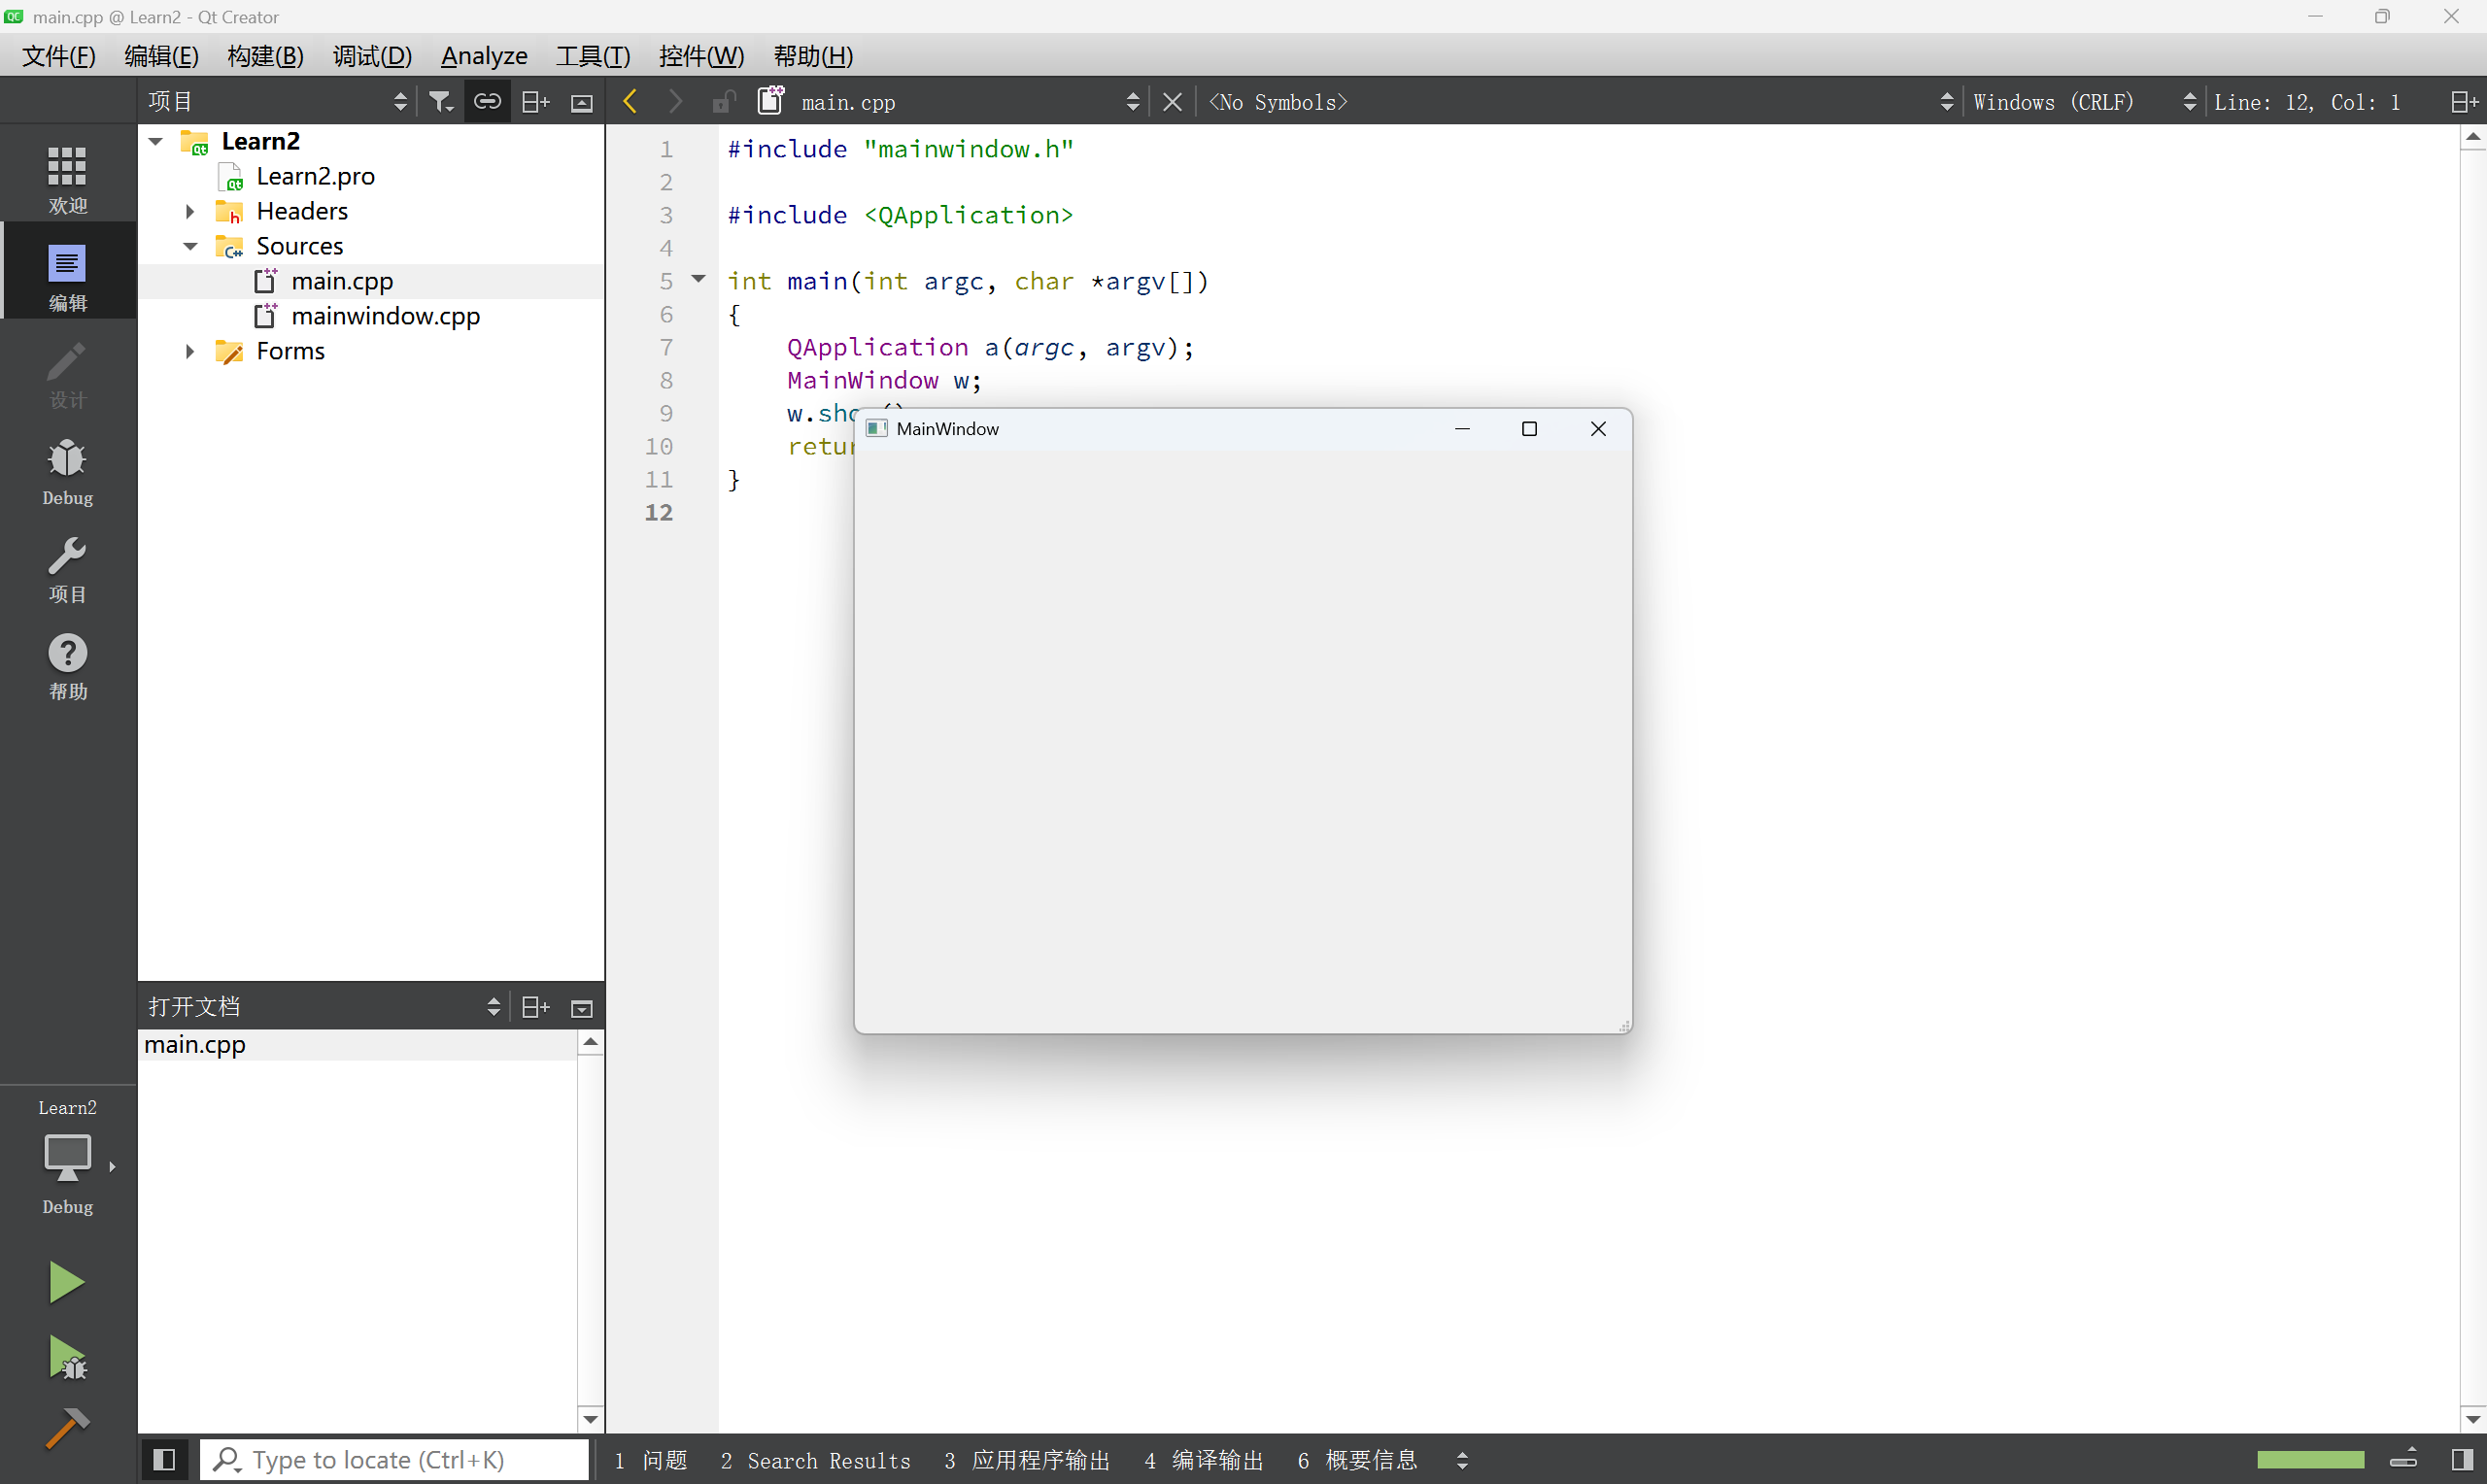 main.cpp @ Learn2 - Qt Creator
文件(F) 编辑(E) 构建(B) 调试(D) Analyze 工具(T) 控件(W) 帮助(H)
项目
main.cpp
<No Symbols>
Windows (CRLF)
Line: 12, Col: 1
欢迎
编辑
设计
Debug
项目
帮助
Learn2
Debug
Learn2
Learn2.pro
Headers
Sources
main.cpp
mainwindow.cpp
Forms
打开文档
main.cpp
1 #include "mainwindow.h"
2
3 #include <QApplication>
4
5 int main(int argc, char *argv[])
6 {
7 QApplication a(argc, argv);
8 MainWindow w;
9 w.sho
10 retur
11 }
12
MainWindow
Type to locate (Ctrl+K)
1 问题 2 Search Results 3 应用程序输出 4 编译输出 6 概要信息